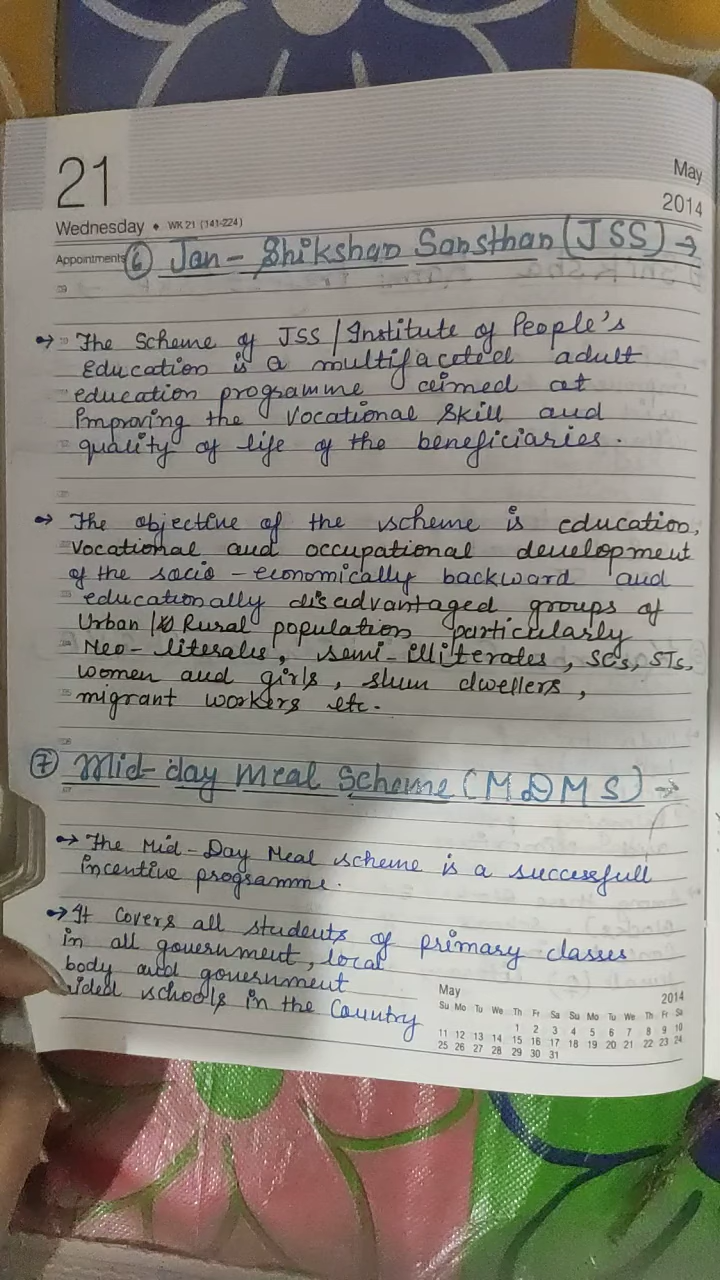 21
May
2014
Wednesday • WK 21 (141-224)
Appointments
⑥ Jan - Shikshan Sansthan (JSS) →
→ The Scheme of JSS / Institute of People's
Education is a multifaceted adult
education programme aimed at
Improving the Vocational Skill and
quality of life of the beneficiaries.
→ The objective of the scheme is education,
Vocational and occupational development
of the socio - economically backward and
educationally disadvantaged groups of
Urban / Rural population particularly
Neo - literates, semi - illiterates, SCs, STs,
women and girls, slum dwellers,
migrant workers etc.
⑦ Mid-day Meal Scheme (MDMS) →
→ The Mid-Day Meal scheme is a successfull
incentive programme.
→ It covers all students of primary classes
in all government, local
body and government
aided schools in the Country
May 2014
Su Mo Tu We Th Fr Sa Su Mo Tu We Th Fr Sa
1 2 3 4 5 6 7 8 9 10
11 12 13 14 15 16 17 18 19 20 21 22 23 24
25 26 27 28 29 30 31